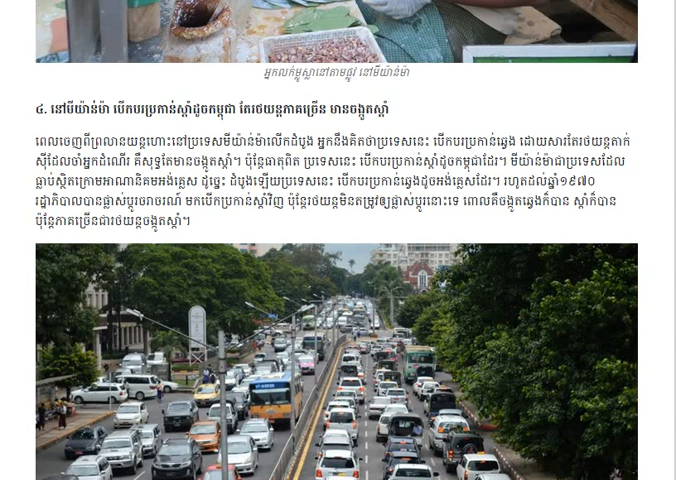 អ្នកលក់ម្លូស្លានៅតាមផ្លូវ នៅមីយ៉ាន់ម៉ា
៤. នៅមីយ៉ាន់ម៉ា បើកបរប្រកាន់ស្ដាំដូចកម្ពុជា តែរថយន្តភាគច្រើន មានចង្កូតស្ដាំ
ពេលចេញពីព្រលានយន្តហោះនៅប្រទេសមីយ៉ាន់ម៉ាលើកដំបូង អ្នកនឹងគិតថាប្រទេសនេះ បើកបរប្រកាន់ឆ្វេង ដោយសារតែរថយន្តតាក់
ស៊ីដែលចាំអ្នកដំណើរ គឺសុទ្ធតែមានចង្កូតស្ដាំ។ ប៉ុន្តែធាតុពិត ប្រទេសនេះ បើកបរប្រកាន់ស្ដាំដូចកម្ពុជាដែរ។ មីយ៉ាន់ម៉ាជាប្រទេសដែល
ធ្លាប់ស្ថិតក្រោមអាណានិគមអង់គ្លេស ដូច្នេះ ដំបូងឡើយប្រទេសនេះ បើកបរប្រកាន់ឆ្វេងដូចអង់គ្លេសដែរ។ រហូតដល់ឆ្នាំ១៩៧០
រដ្ឋាភិបាលបានផ្លាស់ប្ដូរចរាចរណ៍ មកបើកប្រកាន់ស្ដាំវិញ ប៉ុន្តែរថយន្តមិនតម្រូវឲ្យផ្លាស់ប្ដូរនោះទេ ពោលគឺចង្កូតឆ្វេងក៏បាន ស្ដាំក៏បាន
ប៉ុន្តែភាគច្រើនជារថយន្តចង្កូតស្ដាំ។